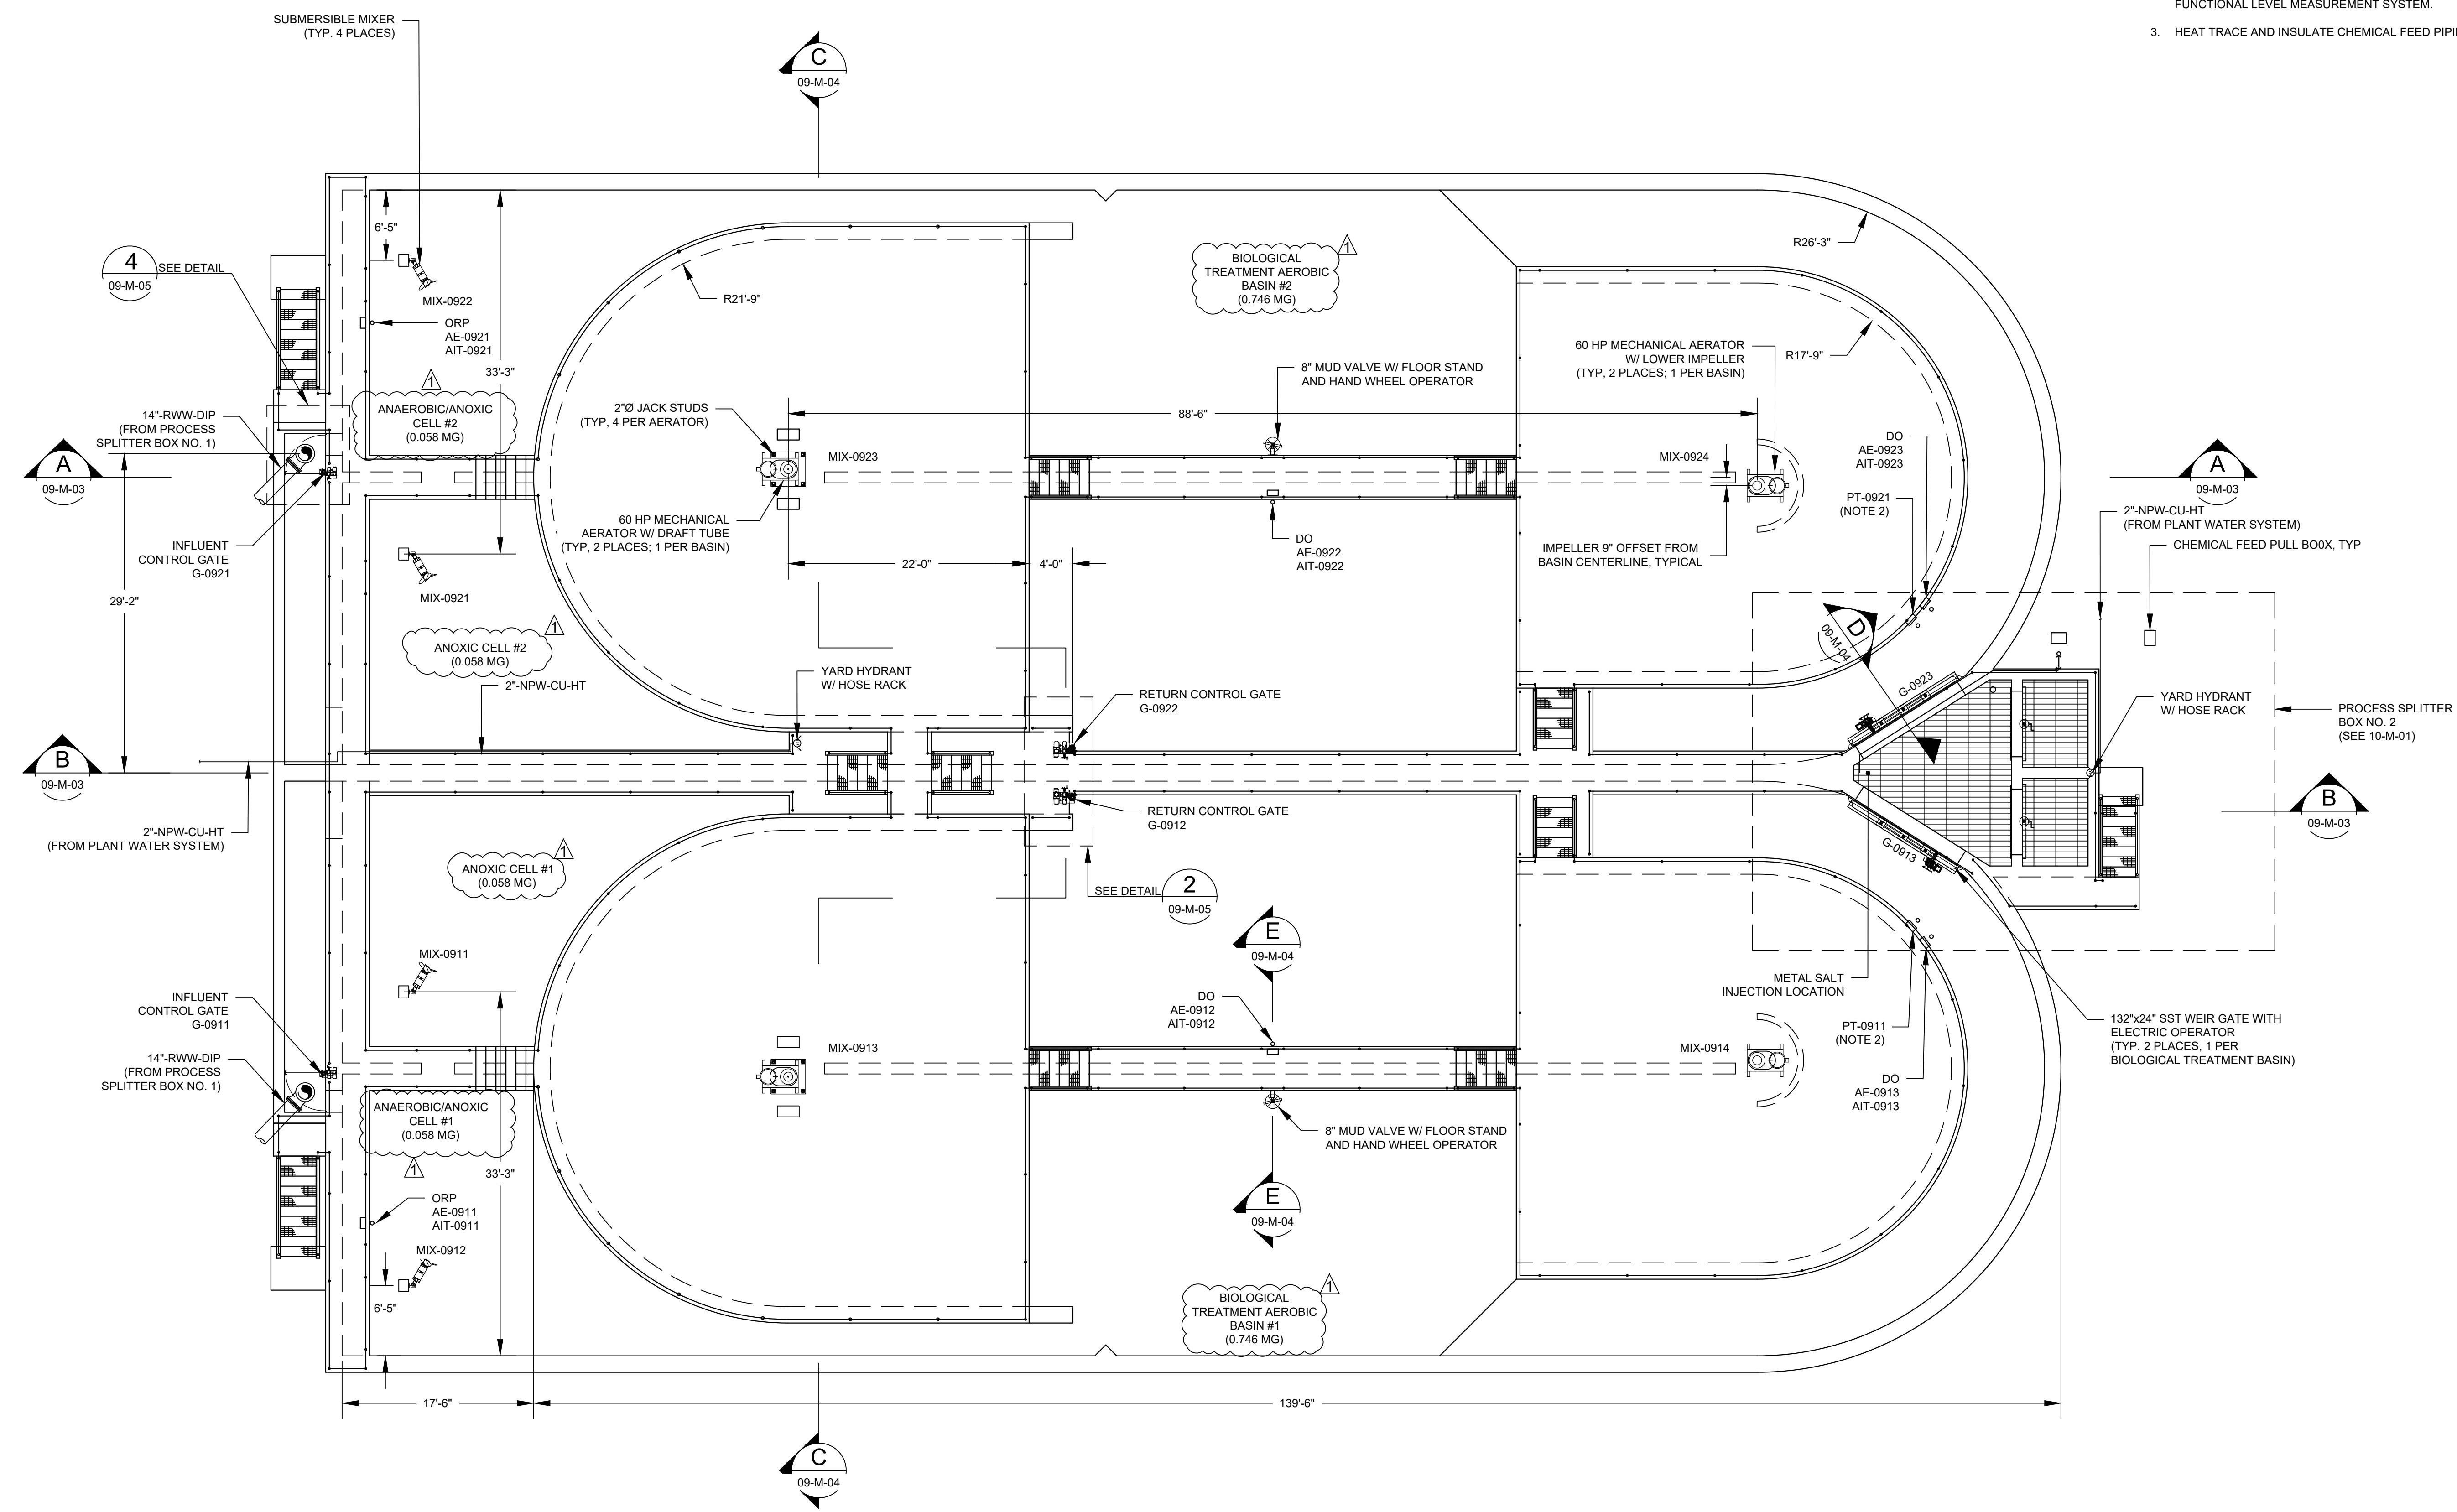 FUNCTIONAL LEVEL MEASUREMENT SYSTEM.
3. HEAT TRACE AND INSULATE CHEMICAL FEED
SUBMERSIBLE MIXER
(TYP. 4 PLACES)
C
09-M-04
6'-5"
R26'-3"
4
09-M-05
SEE DETAIL
BIOLOGICAL
TREATMENT AEROBIC
BASIN #2
(0.746 MG)
1
MIX-0922
R21'-9"
ORP
AE-0921
AIT-0921
33'-3"
1
60 HP MECHANICAL AERATOR
W/ LOWER IMPELLER
(TYP, 2 PLACES; 1 PER BASIN)
R17'-9"
8" MUD VALVE W/ FLOOR STAND
AND HAND WHEEL OPERATOR
14"-RWW-DIP
(FROM PROCESS
SPLITTER BOX NO. 1)
ANAEROBIC/ANOXIC
CELL #2
(0.058 MG)
2"Ø JACK STUDS
(TYP, 4 PER AERATOR)
88'-6"
A
09-M-03
MIX-0923
MIX-0924
DO
AE-0923
AIT-0923
A
09-M-03
PT-0921
(NOTE 2)
2"-NPW-CU-HT
(FROM PLANT WATER SYSTEM)
CHEMICAL FEED PULL BO0X, TYP
60 HP MECHANICAL
AERATOR W/ DRAFT TUBE
(TYP, 2 PLACES; 1 PER BASIN)
DO
AE-0922
AIT-0922
IMPELLER 9" OFFSET FROM
BASIN CENTERLINE, TYPICAL
INFLUENT
CONTROL GATE
G-0921
22'-0"
4'-0"
29'-2"
MIX-0921
D
09-M-04
ANOXIC CELL #2
(0.058 MG)
1
2"-NPW-CU-HT
YARD HYDRANT
W/ HOSE RACK
RETURN CONTROL GATE
G-0922
G-0923
YARD HYDRANT
W/ HOSE RACK
PROCESS SPLITTER
BOX NO. 2
(SEE 10-M-01)
B
09-M-03
B
09-M-03
2"-NPW-CU-HT
(FROM PLANT WATER SYSTEM)
RETURN CONTROL GATE
G-0912
G-0913
ANOXIC CELL #1
(0.058 MG)
1
SEE DETAIL
2
09-M-05
MIX-0911
E
09-M-04
METAL SALT
INJECTION LOCATION
INFLUENT
CONTROL GATE
G-0911
DO
AE-0912
AIT-0912
132"x24" SST WEIR GATE WITH
ELECTRIC OPERATOR
(TYP. 2 PLACES, 1 PER
BIOLOGICAL TREATMENT BASIN)
PT-0911
(NOTE 2)
14"-RWW-DIP
(FROM PROCESS
SPLITTER BOX NO. 1)
MIX-0913
MIX-0914
DO
AE-0913
AIT-0913
ANAEROBIC/ANOXIC
CELL #1
(0.058 MG)
1
8" MUD VALVE W/ FLOOR STAND
AND HAND WHEEL OPERATOR
33'-3"
ORP
AE-0911
AIT-0911
E
09-M-04
MIX-0912
6'-5"
BIOLOGICAL
TREATMENT AEROBIC
BASIN #1
(0.746 MG)
1
17'-6"
139'-6"
C
09-M-04